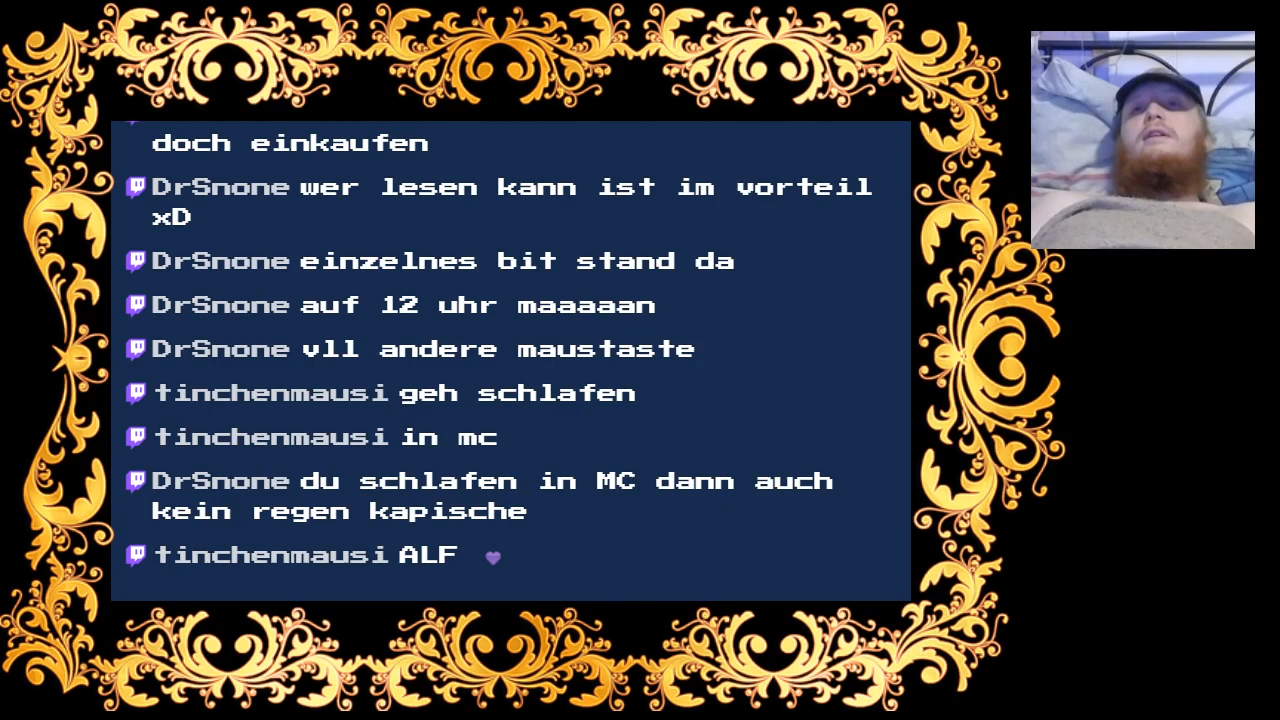 doch einkaufen
DrSnone wer lesen kann ist im vorteil
xD
DrSnone einzelnes bit stand da
DrSnone auf 12 uhr maaaaan
DrSnone vll andere maustaste
tinchenmausi geh schlafen
tinchenmausi in mc
DrSnone du schlafen in MC dann auch
kein regen kapische
tinchenmausi ALF 💜